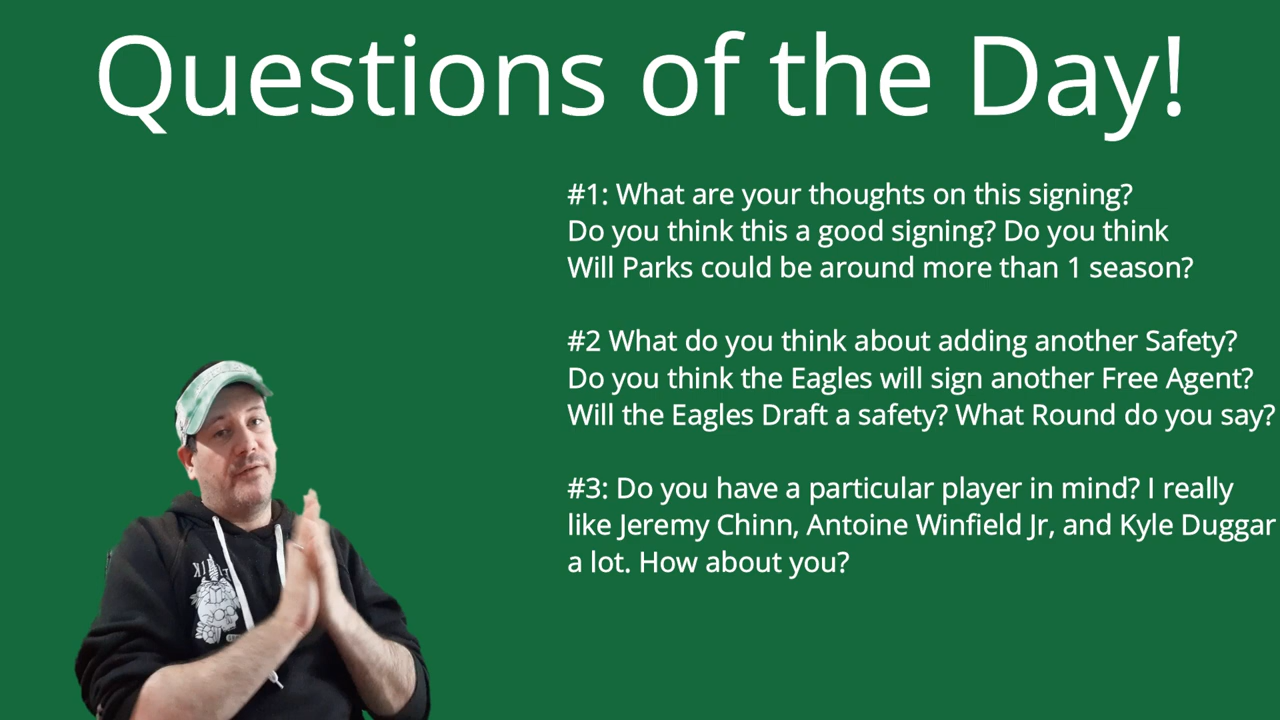 Questions of the Day!
#1: What are your thoughts on this signing?
Do you think this a good signing? Do you think
Will Parks could be around more than 1 season?
#2 What do you think about adding another Safety?
Do you think the Eagles will sign another Free Agent?
Will the Eagles Draft a safety? What Round do you say?
#3: Do you have a particular player in mind? I really
like Jeremy Chinn, Antoine Winfield Jr, and Kyle Duggar
a lot. How about you?